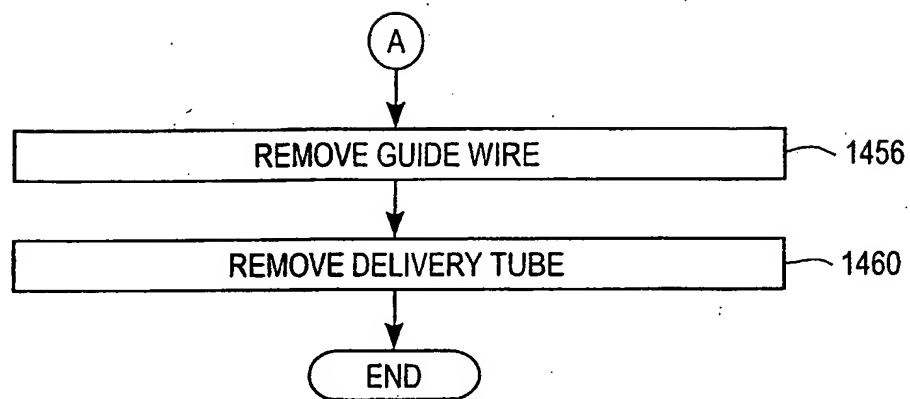 A
REMOVE GUIDE WIRE 1456
REMOVE DELIVERY TUBE 1460
END